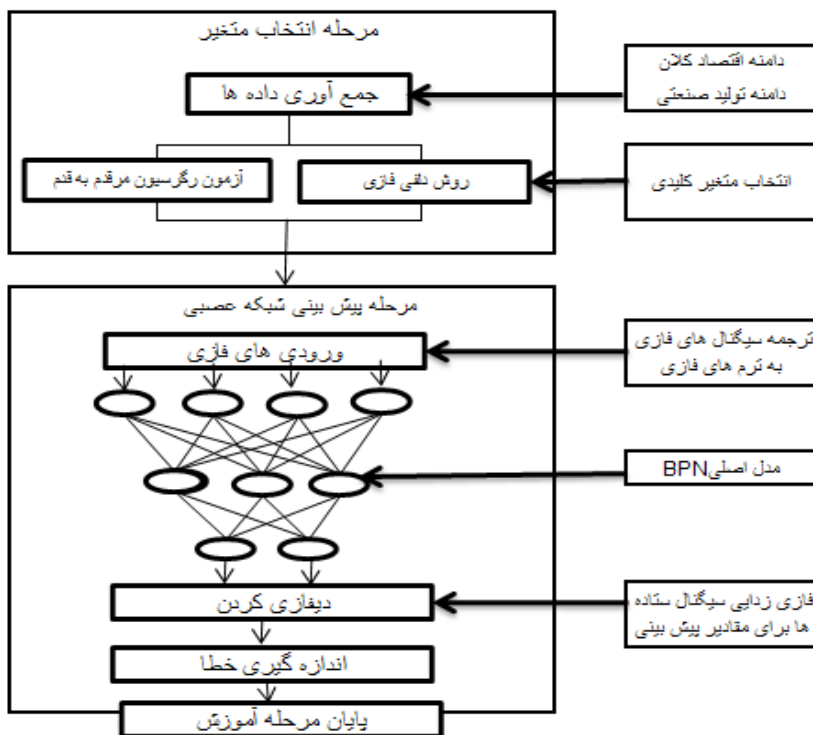 مرحله انتخاب متغیر
جمع آوری داده ها
دامنه اقتصاد کلان
دامنه تولید صنعتی
روش دلفی فازی
آزمون رگرسیون مرقدم به قدم
انتخاب متغیر کلیدی
مرحله پیش بینی شبکه عصبی
ورودی های فازی
ترجمه سیگنال های فازی
به ترم های فازی
مدل اصلیBPN
دیفازی کردن
فازی زدایی سیگنال ستاده
ها برای مقادیر پیش بینی
اندازه گیری خطا
پایان مرحله آموزش